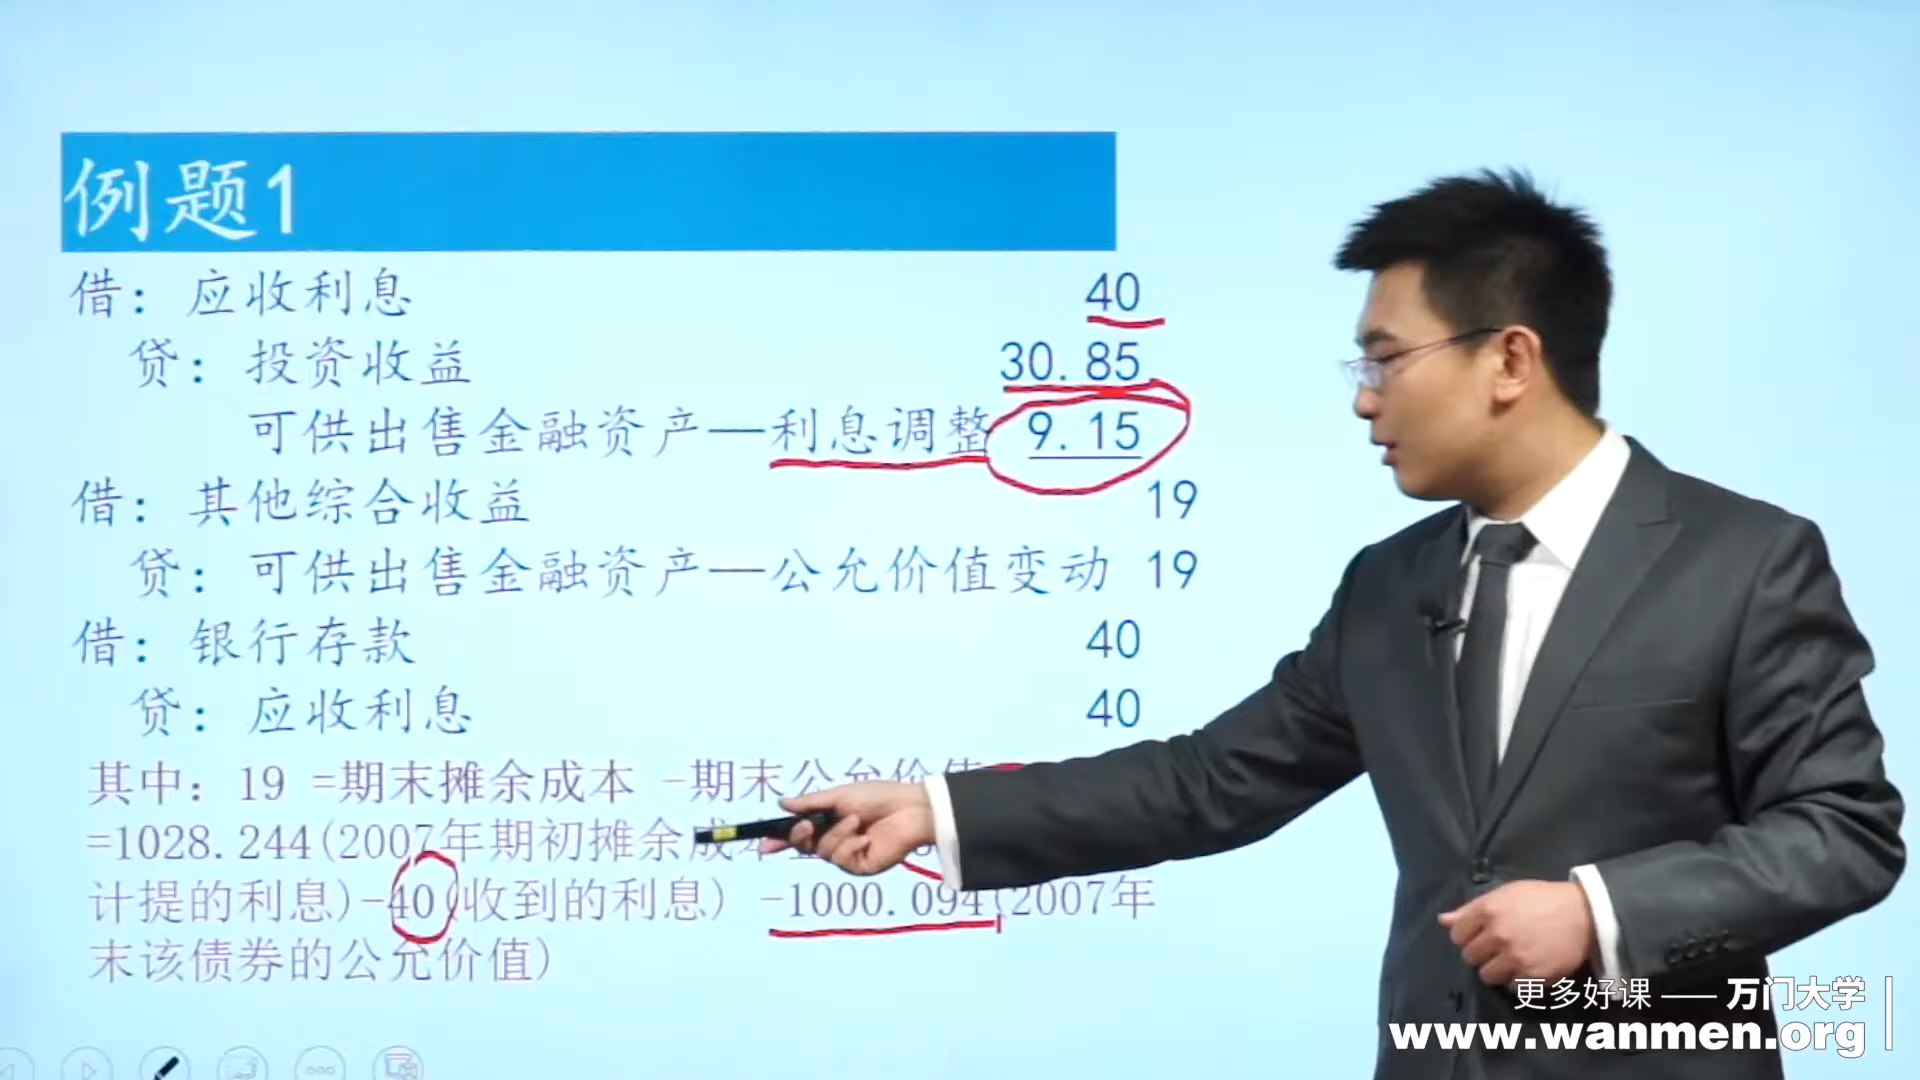 例题1
借：应收利息 40
贷：投资收益 30.85
可供出售金融资产—利息调整 9.15
借：其他综合收益 19
贷：可供出售金融资产—公允价值变动 19
借：银行存款 40
贷：应收利息 40
其中：19 =期末摊余成本 -期末公允价值
=1028.244(2007年期初摊余成本
计提的利息)-40(收到的利息) -1000.094(2007年
末该债券的公允价值)
更多好课 —— 万门大学
www.wanmen.org